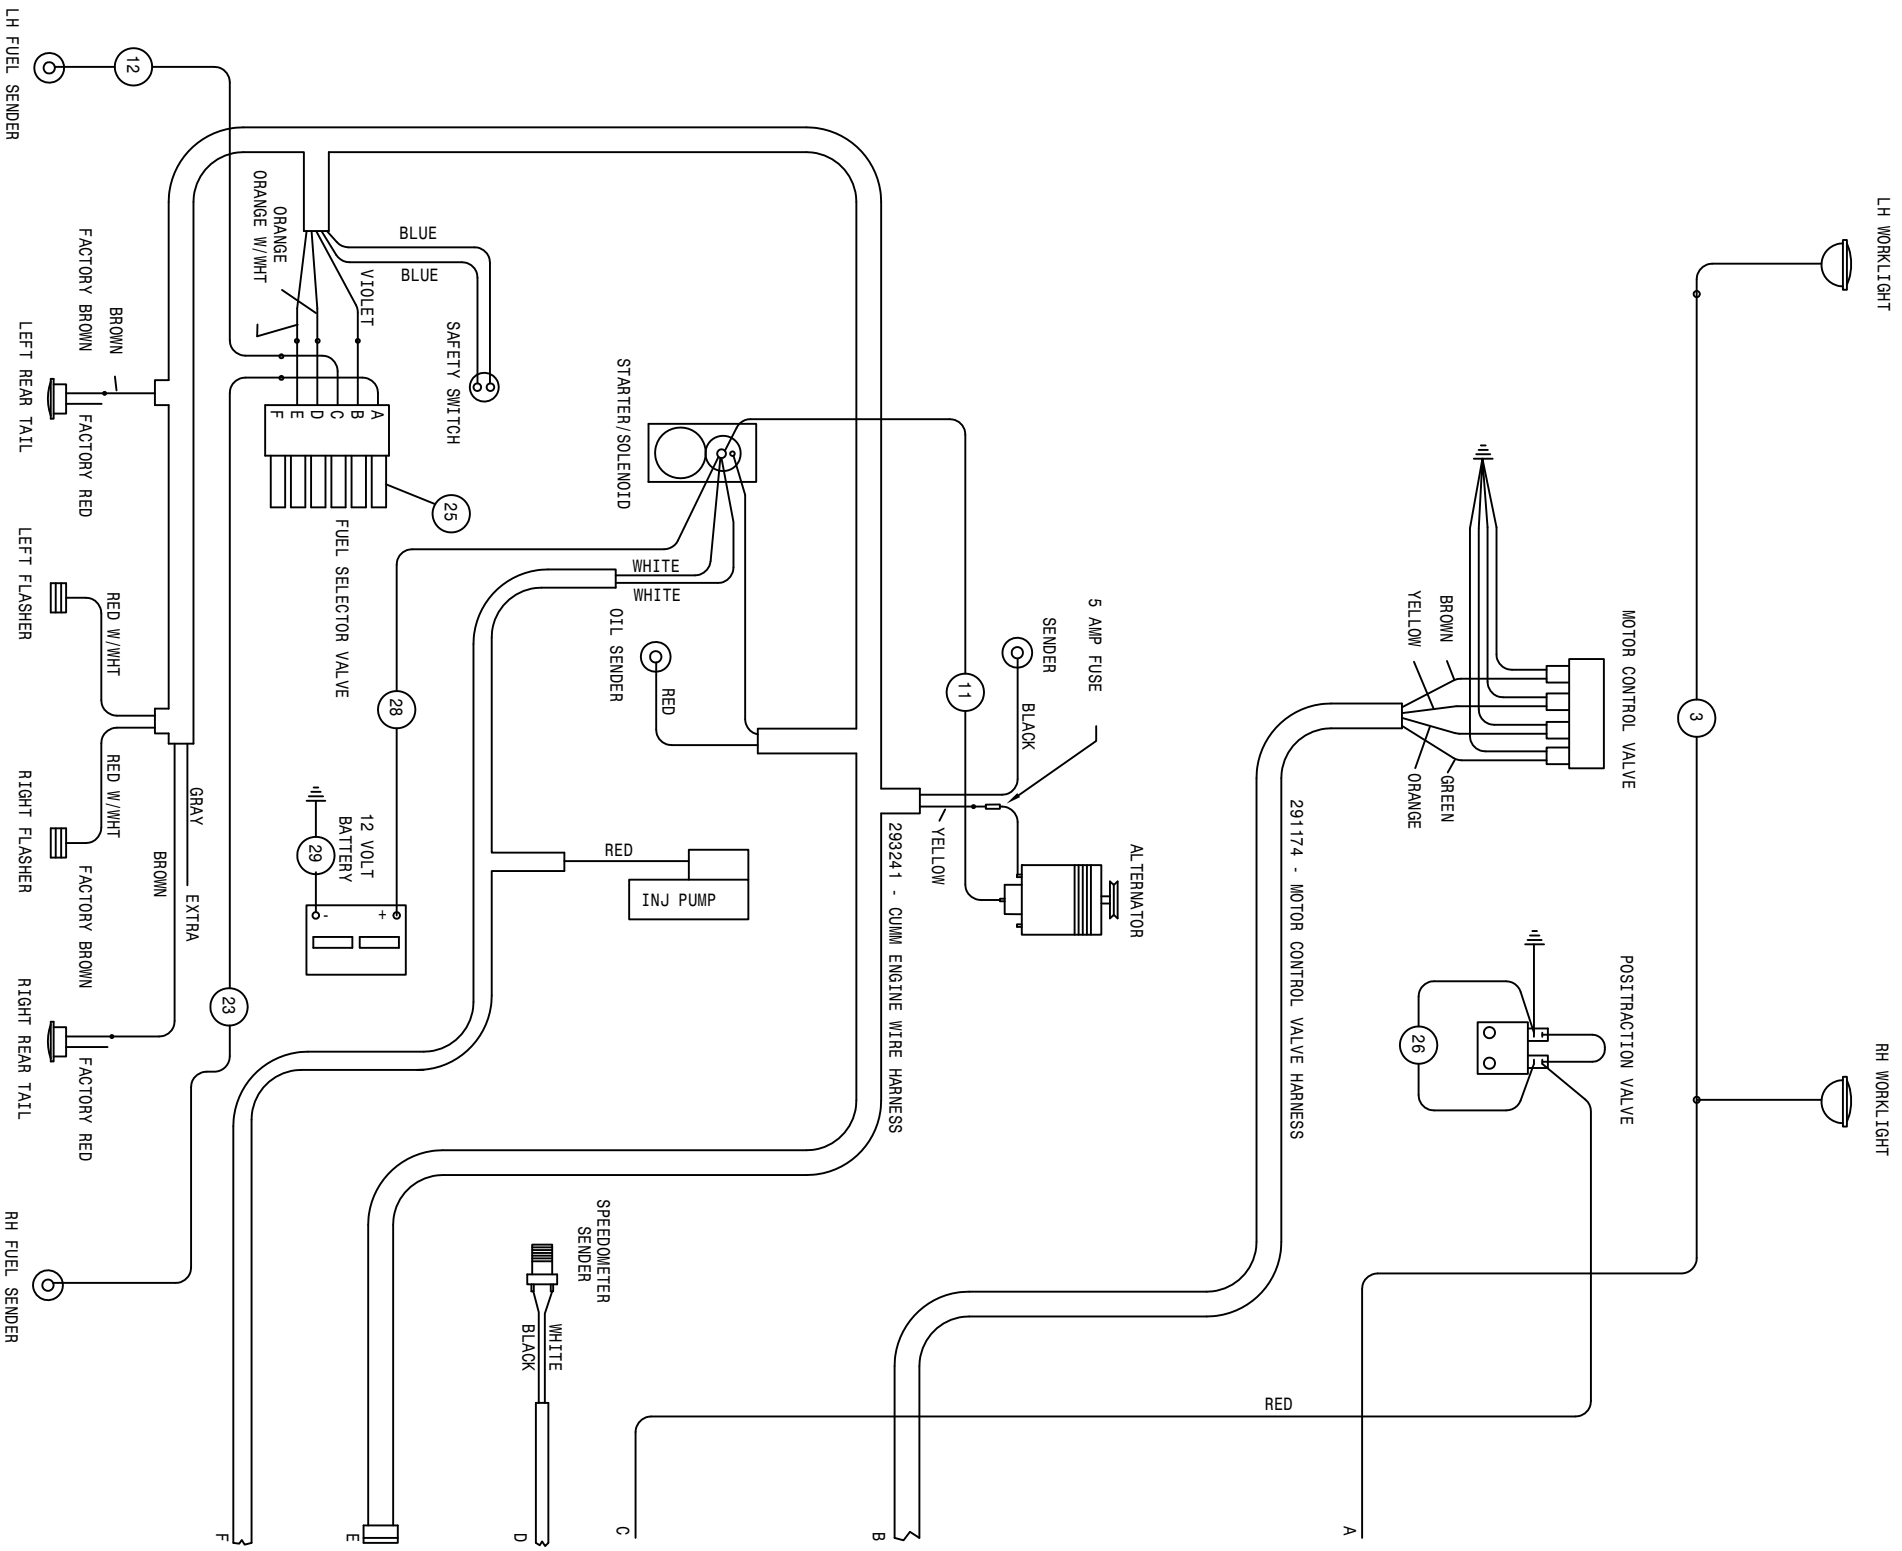 LH WORKLIGHT
RH WORKLIGHT
3
MOTOR CONTROL VALVE
BROWN
YELLOW
GREEN
ORANGE
291174 - MOTOR CONTROL VALVE HARNESS
POSITRACTION VALVE
26
RED
A
5 AMP FUSE
SENDER
BLACK
11
YELLOW
ALTERNATOR
293241 - CUMM ENGINE WIRE HARNESS
B
STARTER/SOLENOID
WHITE
WHITE
OIL SENDER
RED
RED
INJ PUMP
C
SPEEDOMETER
SENDER
WHITE
BLACK
D
BLUE
BLUE
SAFETY SWITCH
VIOLET
ORANGE
ORANGE W/WHT
A
B
C
D
E
F
25
FUEL SELECTOR VALVE
28
12 VOLT
BATTERY
29
-
+
E
LH FUEL SENDER
12
BROWN
FACTORY BROWN
FACTORY RED
LEFT REAR TAIL
LEFT FLASHER
RED W/WHT
RED W/WHT
RIGHT FLASHER
GRAY
EXTRA
BROWN
FACTORY BROWN
FACTORY RED
RIGHT REAR TAIL
23
RH FUEL SENDER
F